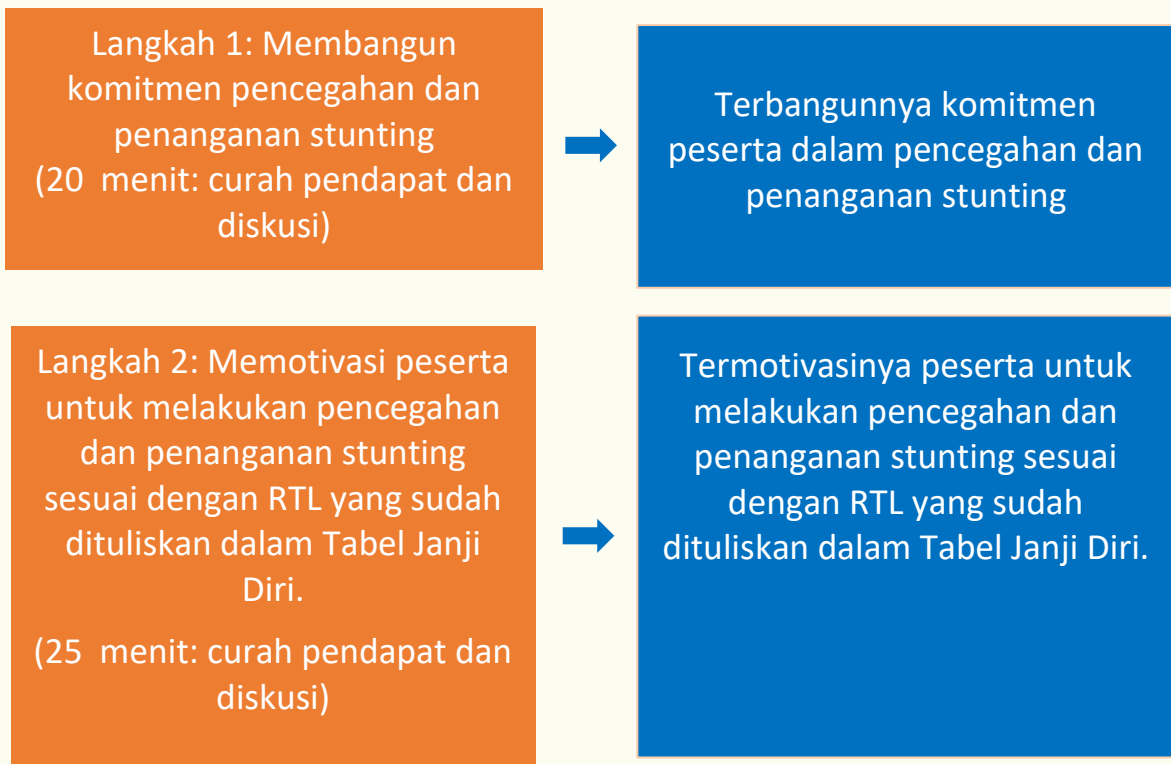 Langkah 1: Membangun
komitmen pencegahan dan
penanganan stunting
(20  menit: curah pendapat dan
diskusi)
Terbangunnya komitmen
peserta dalam pencegahan dan
penanganan stunting
Langkah 2: Memotivasi peserta
untuk melakukan pencegahan
dan penanganan stunting
sesuai dengan RTL yang sudah
dituliskan dalam Tabel Janji
Diri.
(25  menit: curah pendapat dan
diskusi)
Termotivasinya peserta untuk
melakukan pencegahan dan
penanganan stunting sesuai
dengan RTL yang sudah
dituliskan dalam Tabel Janji Diri.